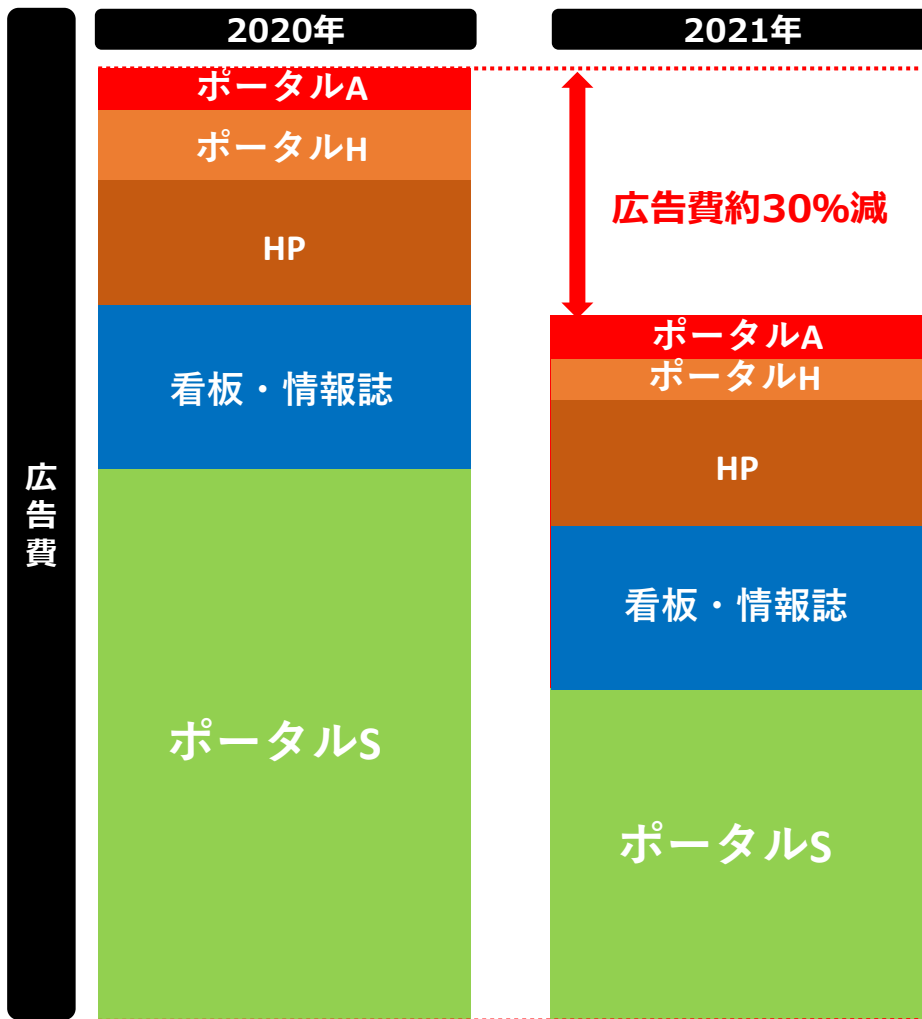 広告費
2020年
ポータルA
ポータルH
HP
看板・情報誌
ポータルS
2021年
広告費約30%減
ポータルA
ポータルH
HP
看板・情報誌
ポータルS